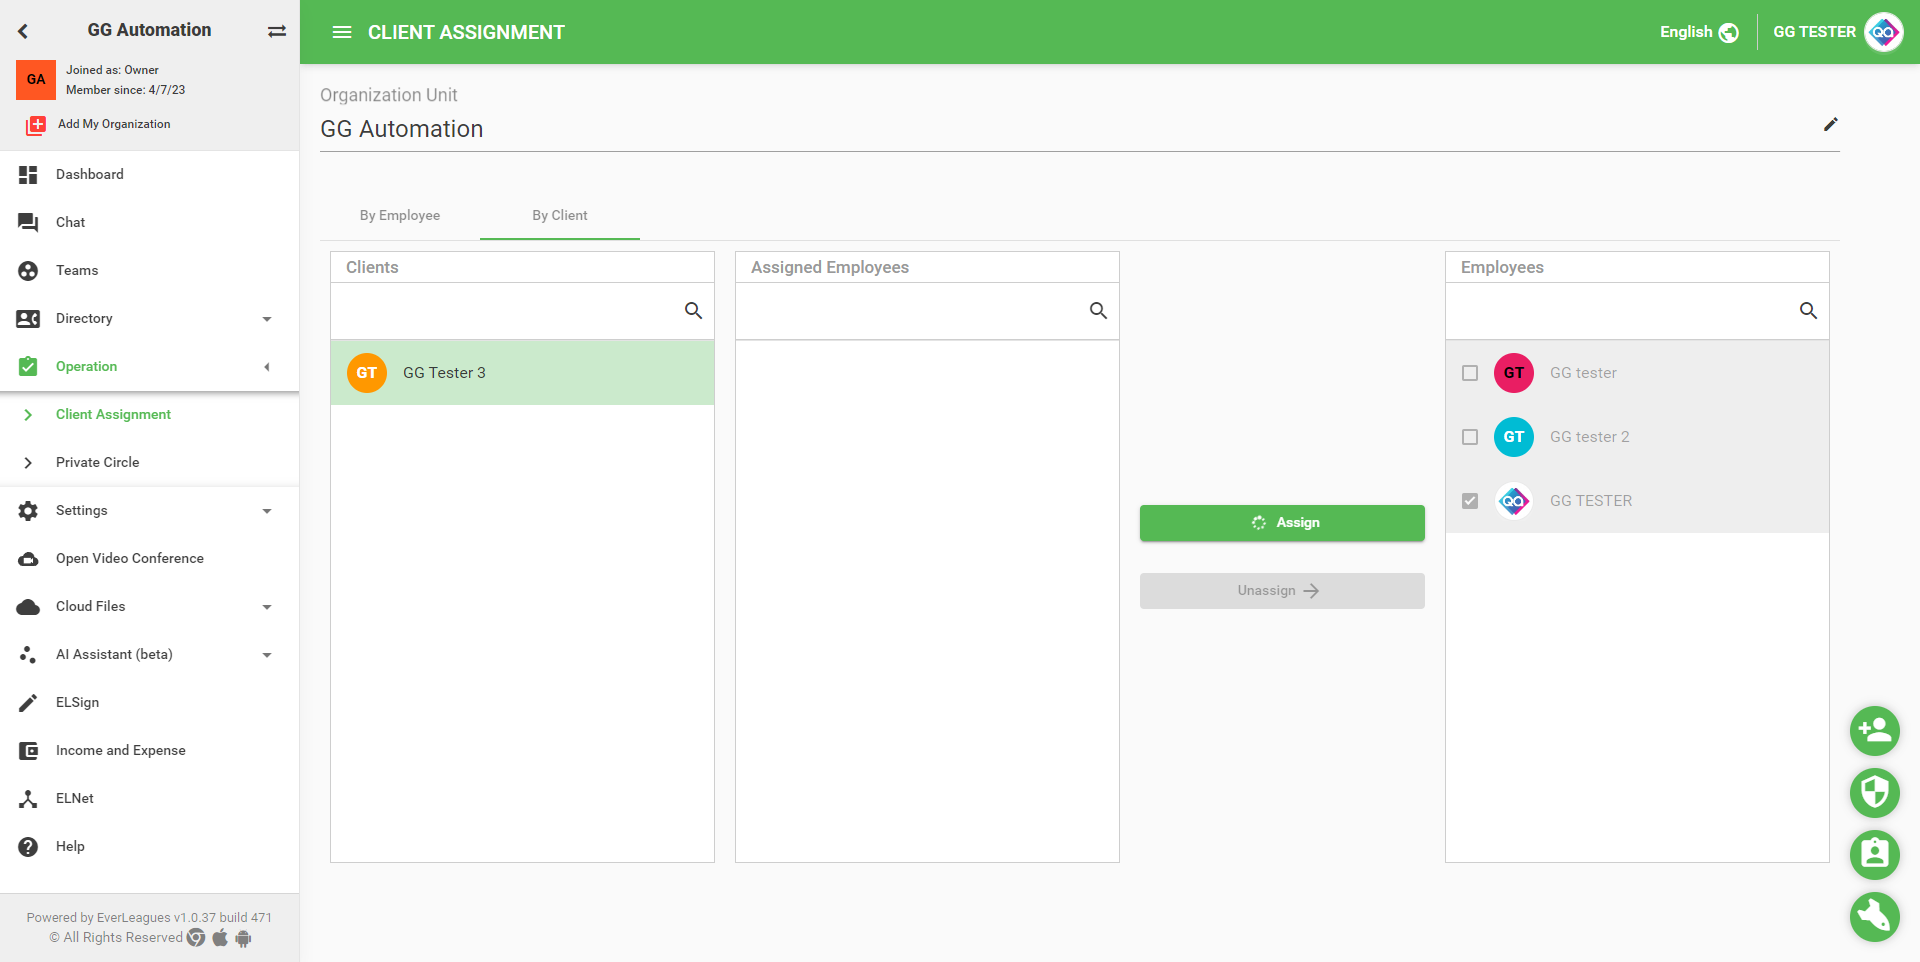 GG Automation
GA
Joined as: Owner
Member since: 4/7/23
Add My Organization
Dashboard
Chat
Teams
Directory
Operation
Client Assignment
Private Circle
Settings
Open Video Conference
Cloud Files
AI Assistant (beta)
ELSign
Income and Expense
ELNet
Help
Powered by EverLeagues v1.0.37 build 471
© All Rights Reserved
CLIENT ASSIGNMENT
English
GG TESTER
QA
Organization Unit
GG Automation
By Employee
By Client
Clients
GT
GG Tester 3
Assigned Employees
Assign
Unassign
Employees
GT
GG tester
GT
GG tester 2
QA
GG TESTER